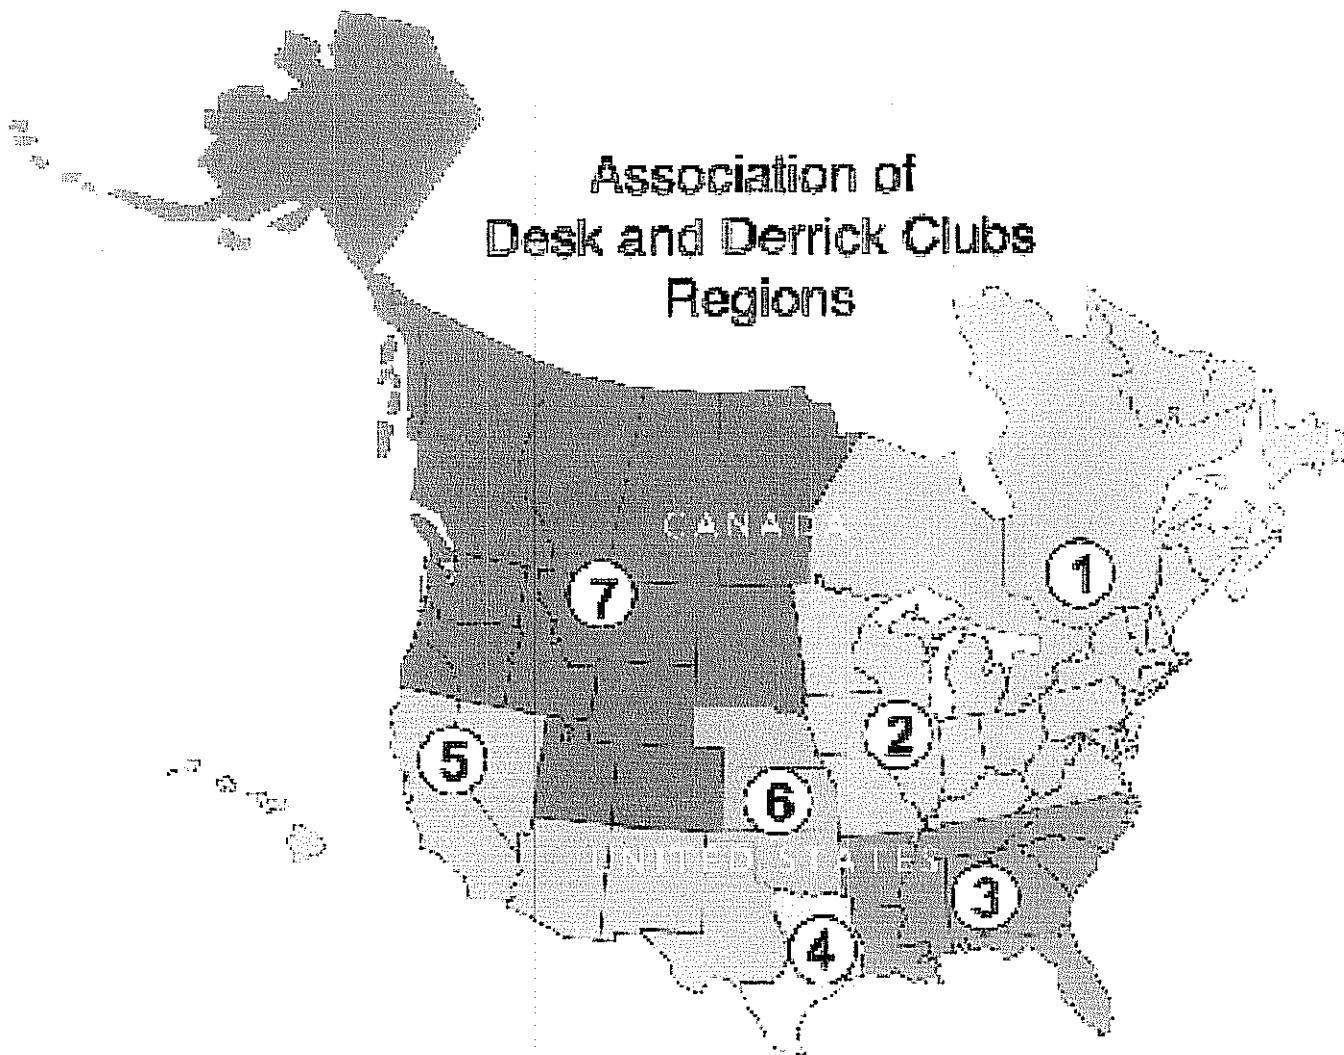 Association of
Desk and Derrick Clubs
Regions
CANADA
1
7
2
5
6
UNITED STATES
3
4